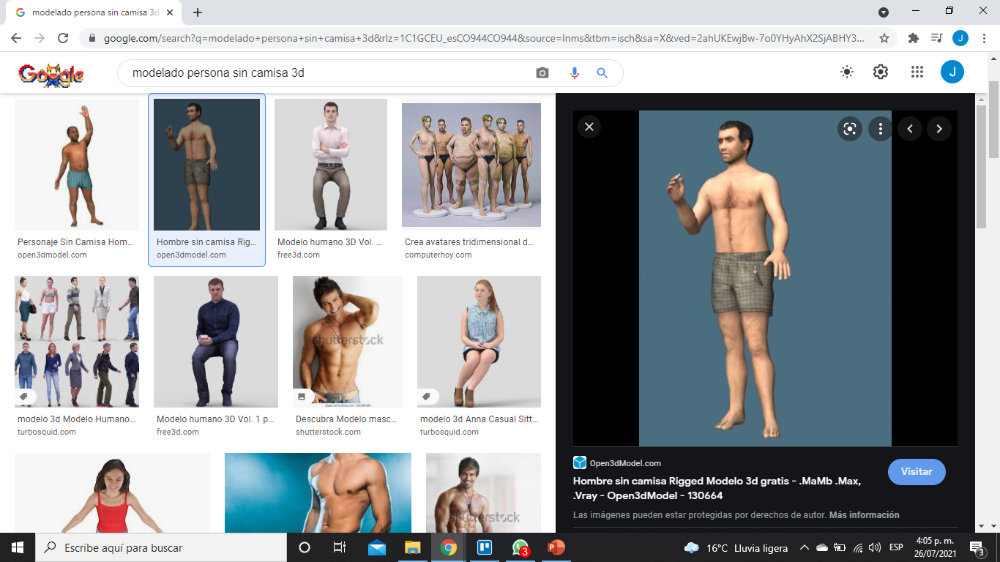 modelado persona sin camisa 3d
google.com/search?q=modelado+persona+sin+camisa+3d&rlz=1C1GCEU_esCO944CO944&source=lnms&tbm=isch&sa=X&ved=2ahUKEwjBw-7o0YHyAhX2SjABHY3...
J
Google
modelado persona sin camisa 3d
J
Personaje Sin Camisa Hom...
open3dmodel.com
Hombre sin camisa Rig...
open3dmodel.com
Modelo humano 3D Vol. ...
free3d.com
Crea avatares tridimensional d...
computerhoy.com
shutterstock
modelo 3d Modelo Humano...
turbosquid.com
Modelo humano 3D Vol. 1 p...
free3d.com
Descubra Modelo masc...
shutterstock.com
modelo 3d Anna Casual Sitt...
turbosquid.com
shutterstock
Open3dModel.com
Visitar
Hombre sin camisa Rigged Modelo 3d gratis - .MaMb .Max,
.Vray - Open3dModel - 130664
Las imágenes pueden estar protegidas por derechos de autor. Más información
Escribe aquí para buscar
3
16°C Lluvia ligera
ESP
4:05 p. m.
26/07/2021
3